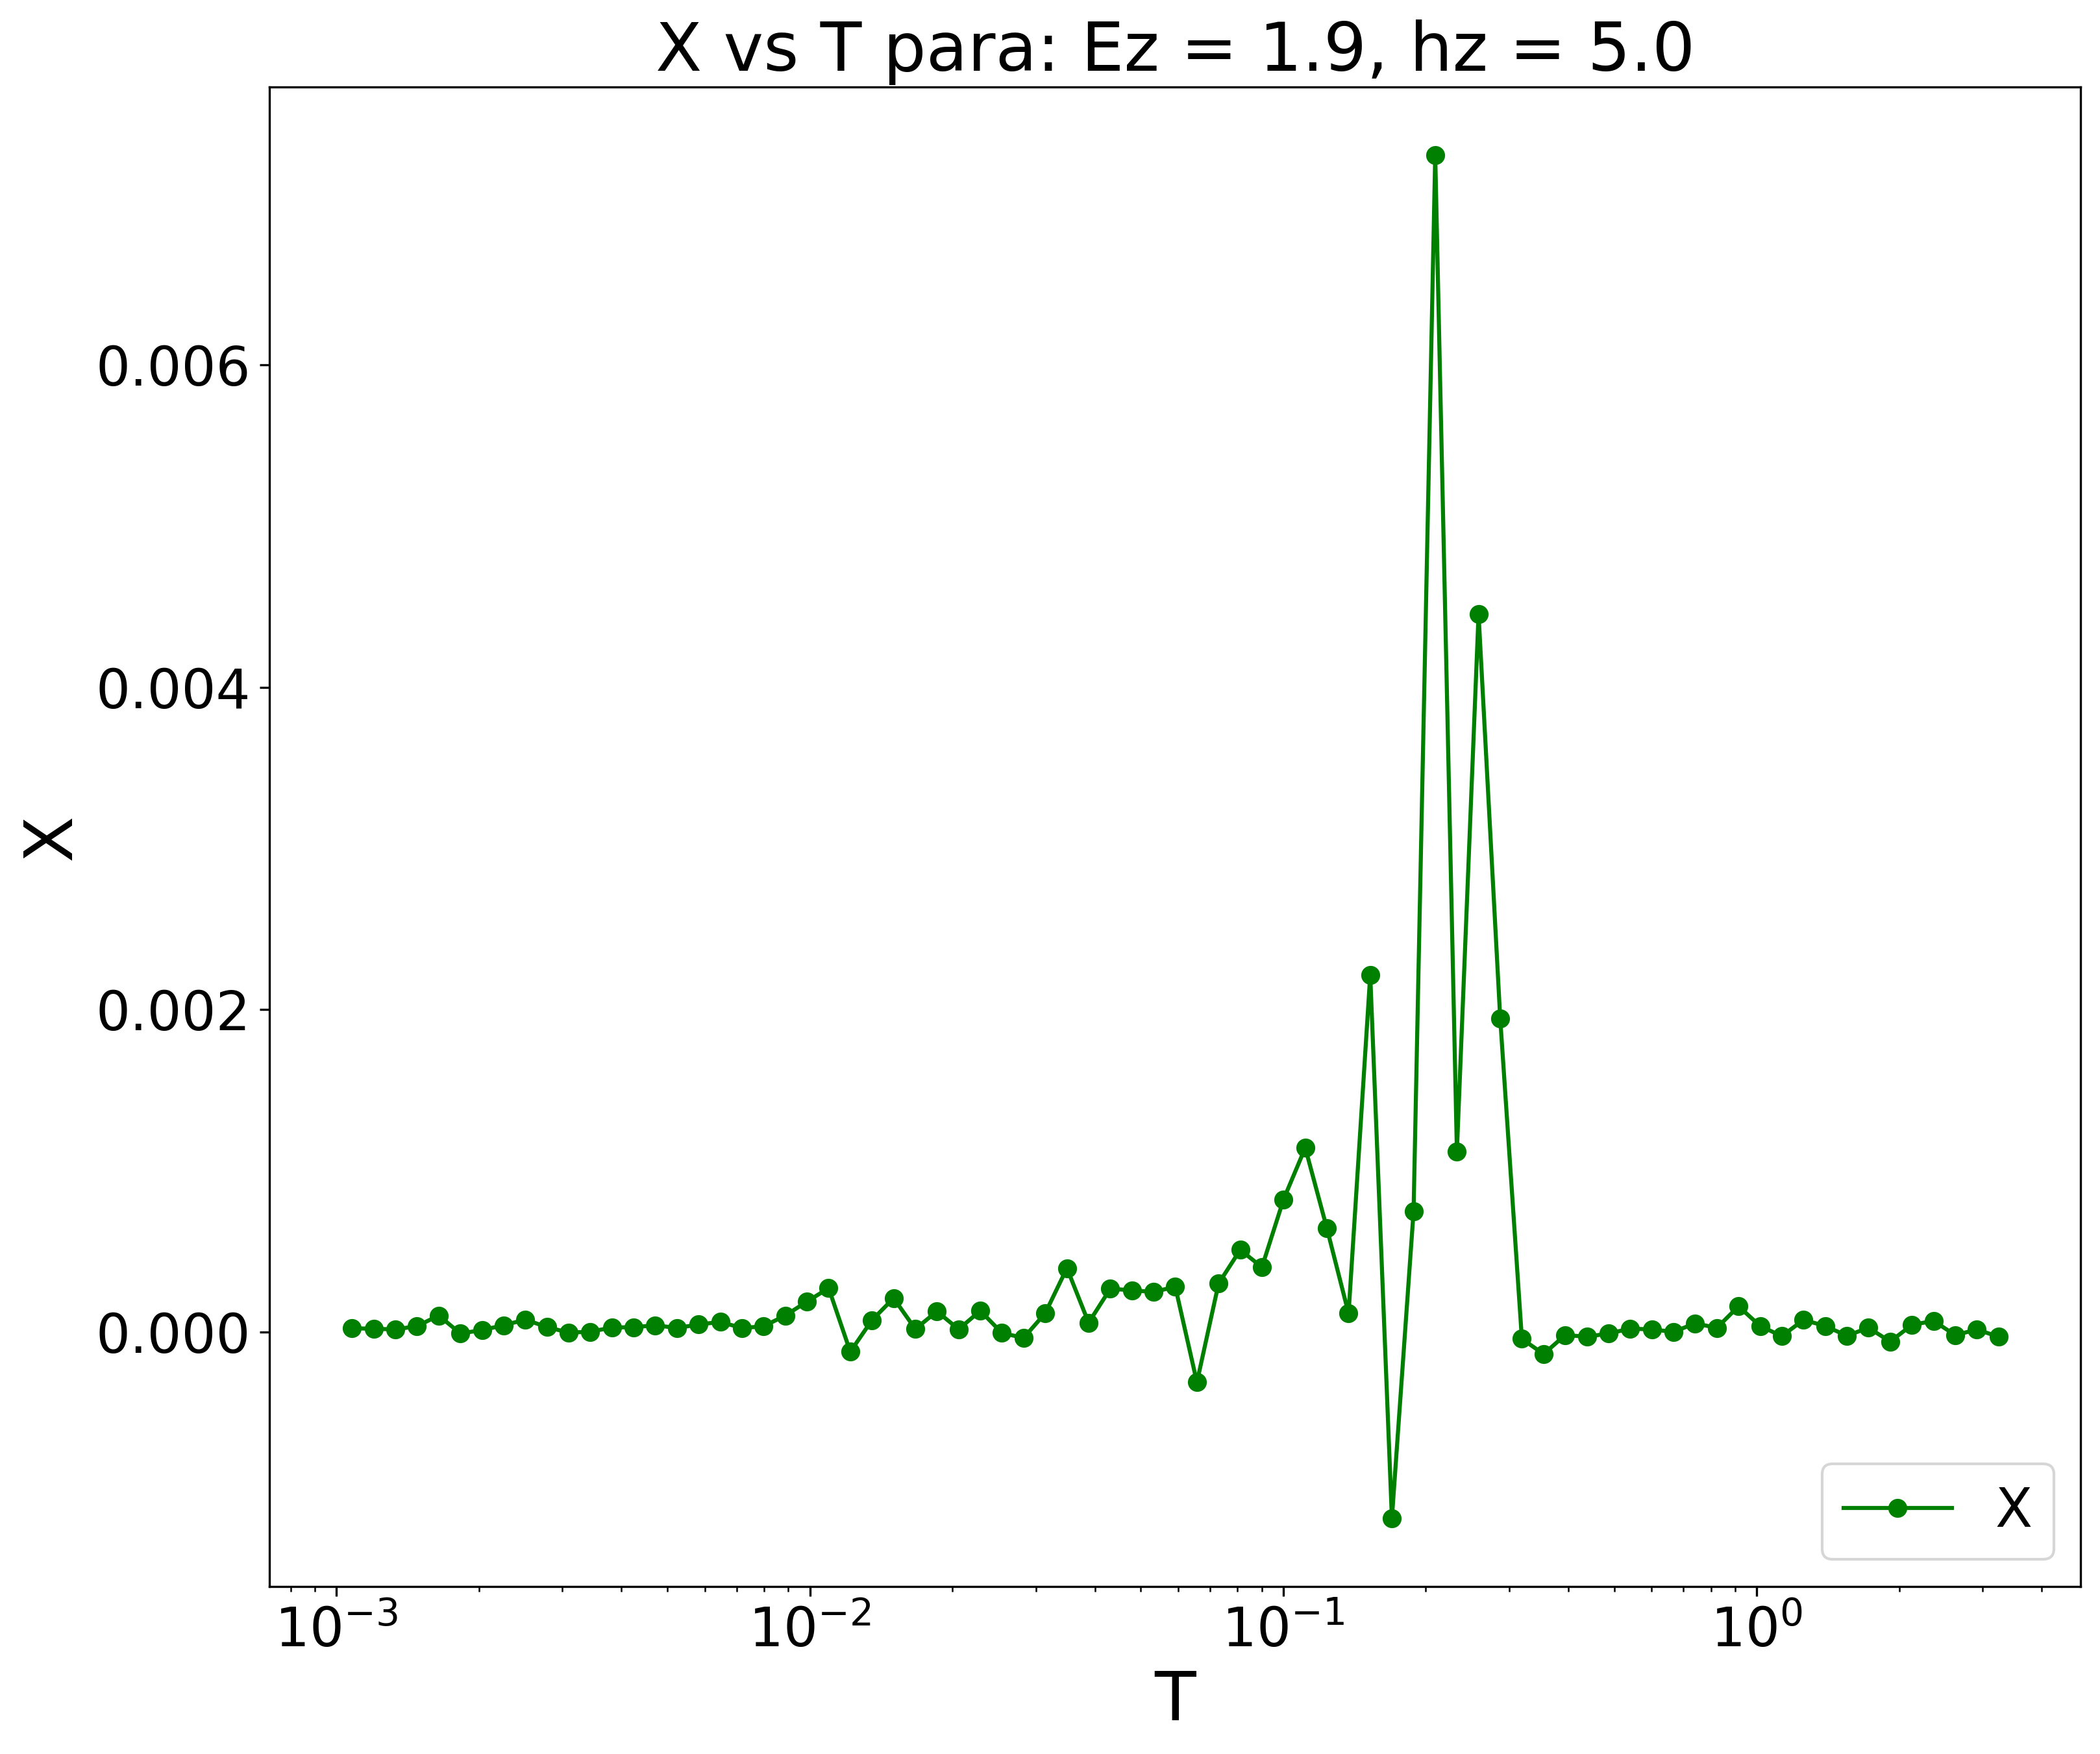 X vs T para: Ez = 1.9, hz = 5.0
X
0.006
0.004
0.002
0.000
10⁻³ 10⁻² 10⁻¹ 10⁰
T
X